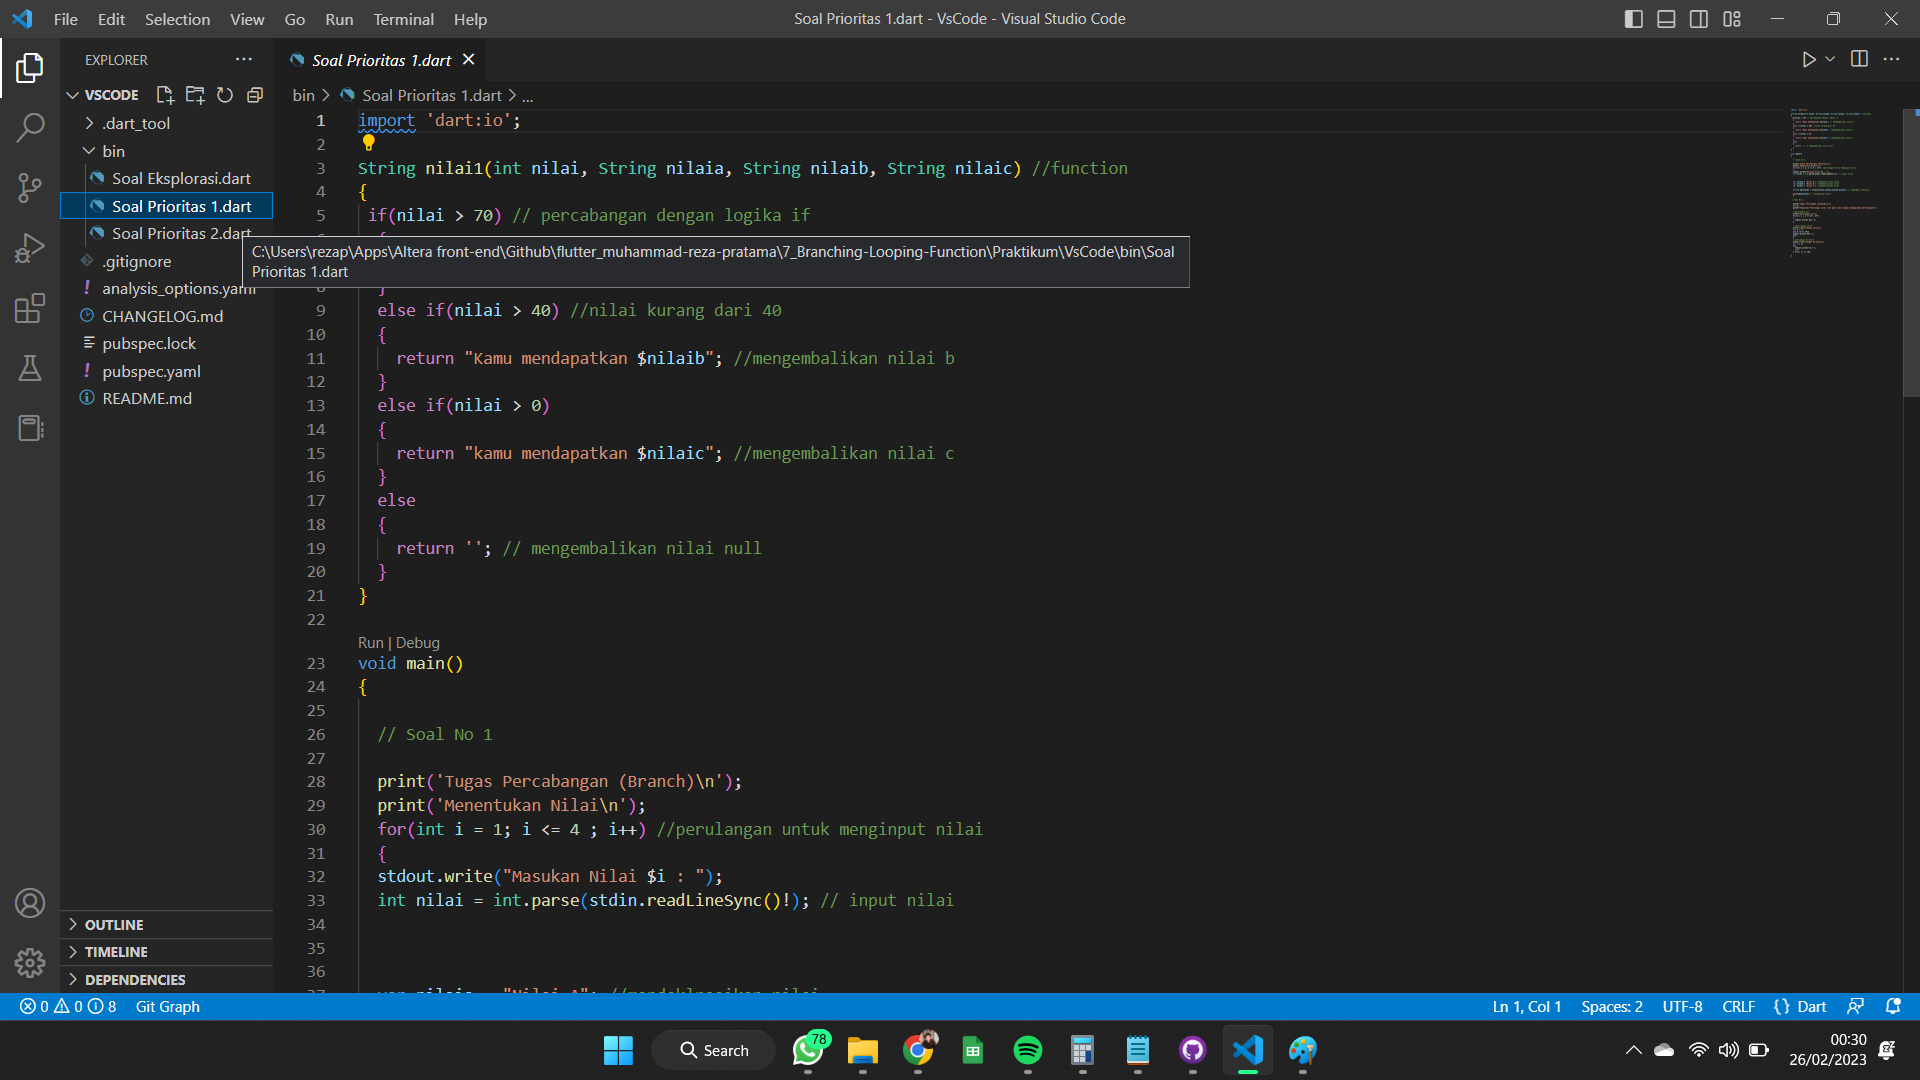 File Edit Selection View Go Run Terminal Help
Soal Prioritas 1.dart - VsCode - Visual Studio Code
EXPLORER
VSCODE
.dart_tool
bin
Soal Eksplorasi.dart
Soal Prioritas 1.dart
Soal Prioritas 2.dart
.gitignore
analysis_options.yaml
CHANGELOG.md
pubspec.lock
pubspec.yaml
README.md
OUTLINE
TIMELINE
DEPENDENCIES
Soal Prioritas 1.dart
bin > Soal Prioritas 1.dart > ...
1 import 'dart:io';
2
3 String nilai1(int nilai, String nilaia, String nilaib, String nilaic) //function
4 {
5 if(nilai > 70) // percabangan dengan logika if
C:\Users\rezap\Apps\Altera front-end\Github\flutter_muhammad-reza-pratama\7_Branching-Looping-Function\Praktikum\VsCode\bin\Soal
Prioritas 1.dart
8 }
9 else if(nilai > 40) //nilai kurang dari 40
10 {
11 return "Kamu mendapatkan $nilaib"; //mengembalikan nilai b
12 }
13 else if(nilai > 0)
14 {
15 return "kamu mendapatkan $nilaic"; //mengembalikan nilai c
16 }
17 else
18 {
19 return ''; // mengembalikan nilai null
20 }
21 }
22
Run | Debug
23 void main()
24 {
25
26 // Soal No 1
27
28 print('Tugas Percabangan (Branch)\n');
29 print('Menentukan Nilai\n');
30 for(int i = 1; i <= 4 ; i++) //perulangan untuk menginput nilai
31 {
32 stdout.write("Masukan Nilai $i : ");
33 int nilai = int.parse(stdin.readLineSync()!); // input nilai
34
35
36
0 0 8 Git Graph
Ln 1, Col 1 Spaces: 2 UTF-8 CRLF {} Dart
Search
78
00:30
26/02/2023